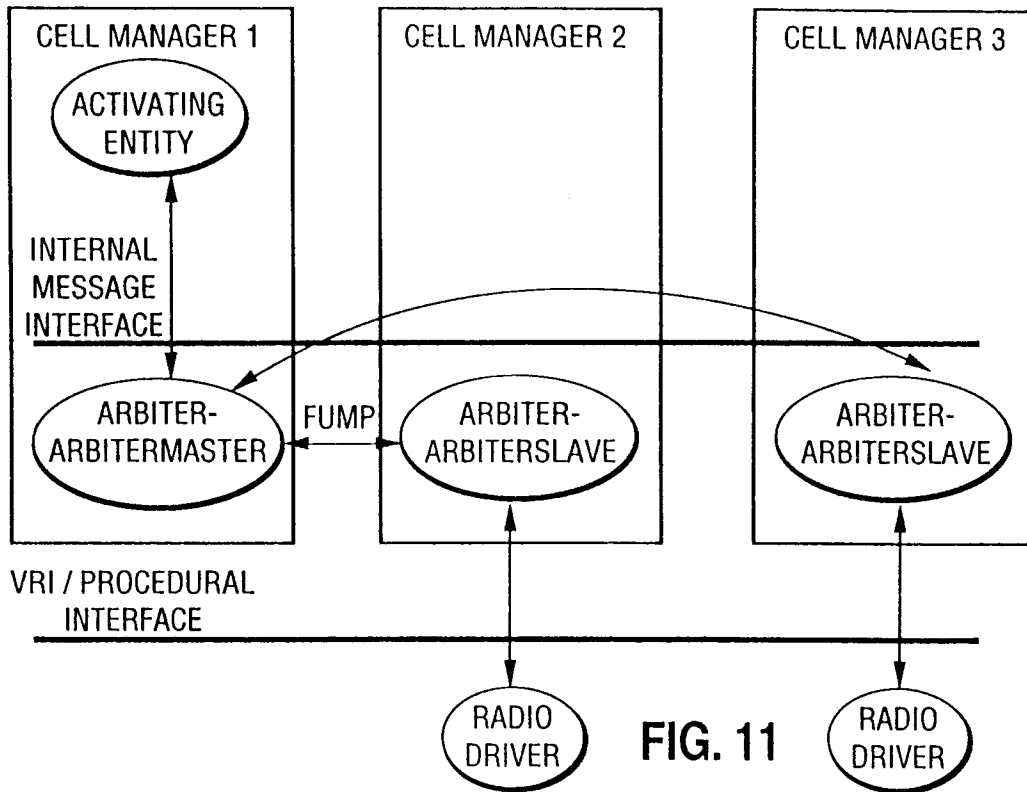 CELL MANAGER 1
CELL MANAGER 2
CELL MANAGER 3
ACTIVATING
ENTITY
INTERNAL
MESSAGE
INTERFACE
ARBITER-
ARBITERMASTER
FUMP
ARBITER-
ARBITERSLAVE
ARBITER-
ARBITERSLAVE
VRI / PROCEDURAL
INTERFACE
RADIO
DRIVER
FIG. 11
RADIO
DRIVER